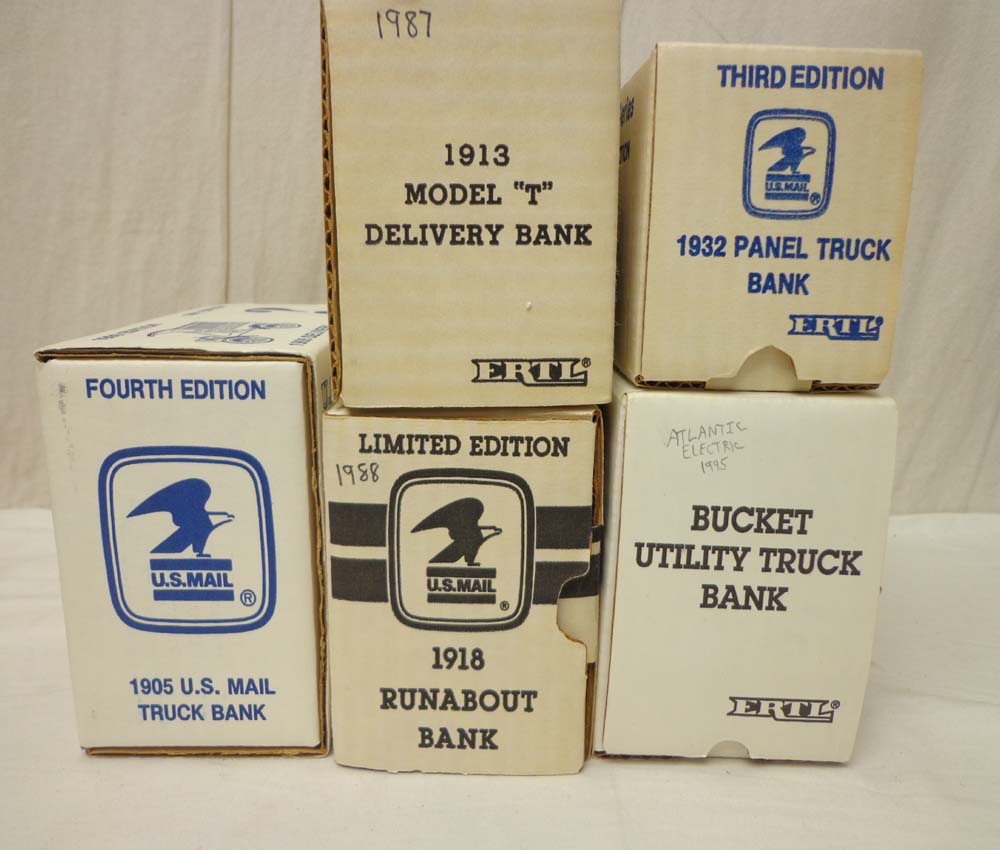 1987
1913
MODEL "T"
DELIVERY BANK
ERTL®
THIRD EDITION
U.S.MAIL
®
1932 PANEL TRUCK
BANK
ERTL®
FOURTH EDITION
U.S.MAIL
®
1905 U.S. MAIL
TRUCK BANK
LIMITED EDITION
1988
U.S.MAIL
®
1918
RUNABOUT
BANK
ATLANTIC
ELECTRIC
1995
BUCKET
UTILITY TRUCK
BANK
ERTL®